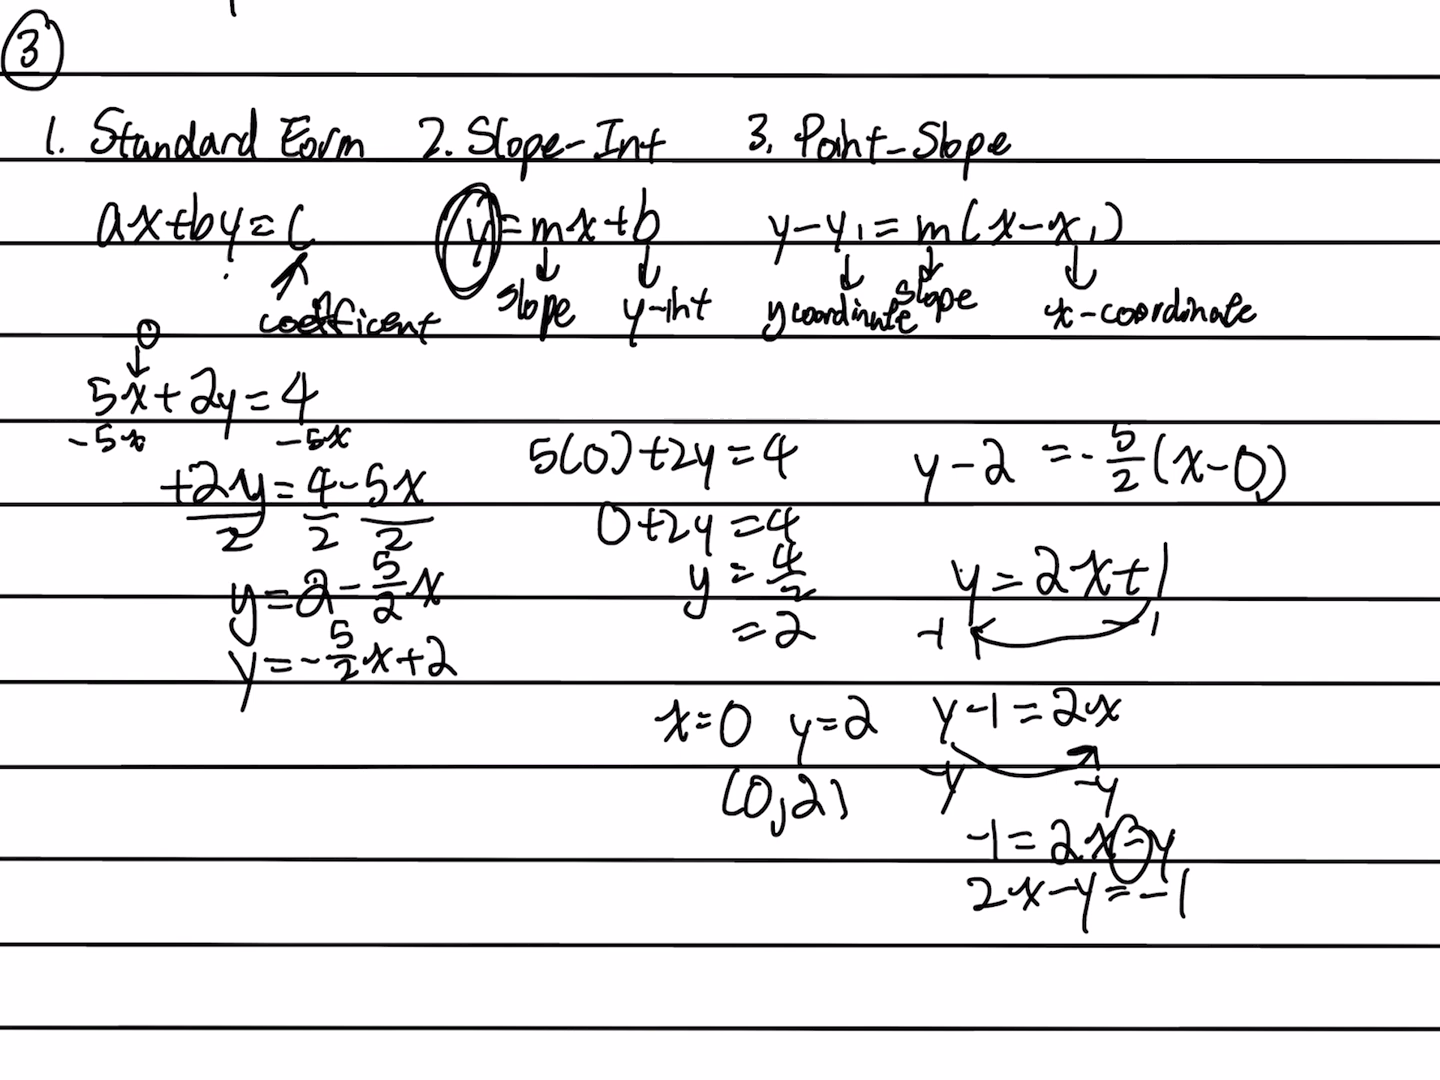 3
1. Standard Form 2. Slope-Int 3. Point-Slope
ax+by=c y=mx+b y-y₁=m(x-x₁)
coefficent slope y-int y coordinate slope x-coordinate
0
5x+2y=4
-5x -5x
5(0)+2y=4 y-2 =-5/2(x-0)
+2y/2=4/2-5x/2
0+2y=4
y=2-5/2x y=4/2 y=2x+1
=2 -1 -1
y=-5/2x+2
x=0 y=2 y-1=2x
(0,2) -y -y
-1=2x-y
2x-y=-1